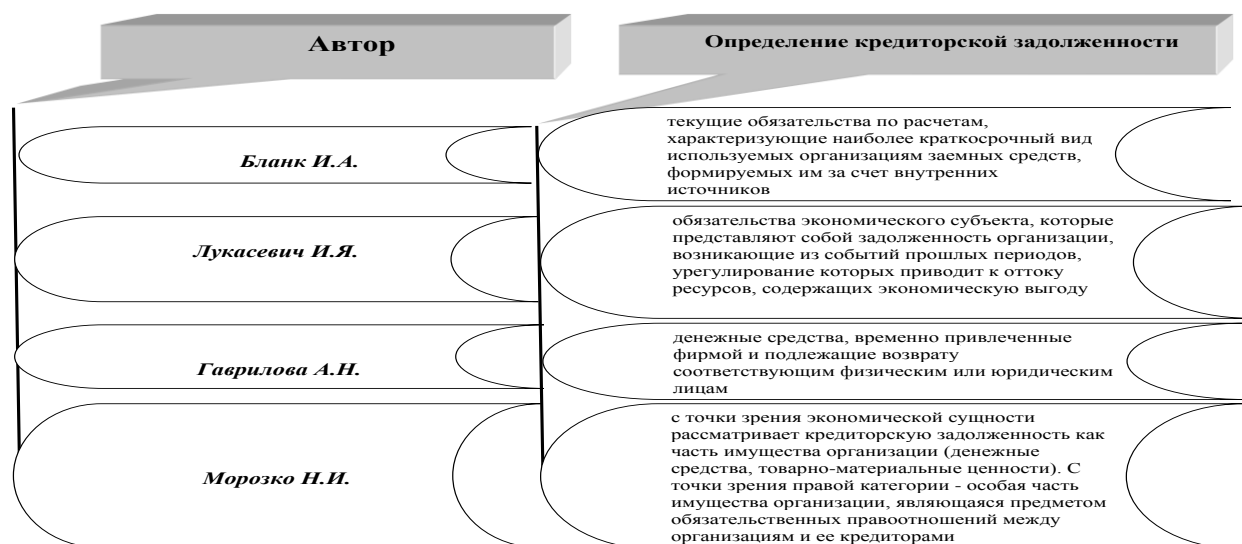 Автор
Определение кредиторской задолженности
Бланк И.А.
текущие обязательства по расчетам,
характеризующие наиболее краткосрочный вид
используемых организациям заемных средств,
формируемых им за счет внутренних
источников
Лукасевич И.Я.
обязательства экономического субъекта, которые
представляют собой задолженность организации,
возникающие из событий прошлых периодов,
урегулирование которых приводит к оттоку
ресурсов, содержащих экономическую выгоду
Гаврилова А.Н.
денежные средства, временно привлеченные
фирмой и подлежащие возврату
соответствующим физическим или юридическим
лицам
Морозко Н.И.
с точки зрения экономической сущности
рассматривает кредиторскую задолженность как
часть имущества организации (денежные
средства, товарно-материальные ценности). С
точки зрения правой категории - особая часть
имущества организации, являющаяся предметом
обязательственных правоотношений между
организациям и ее кредиторами